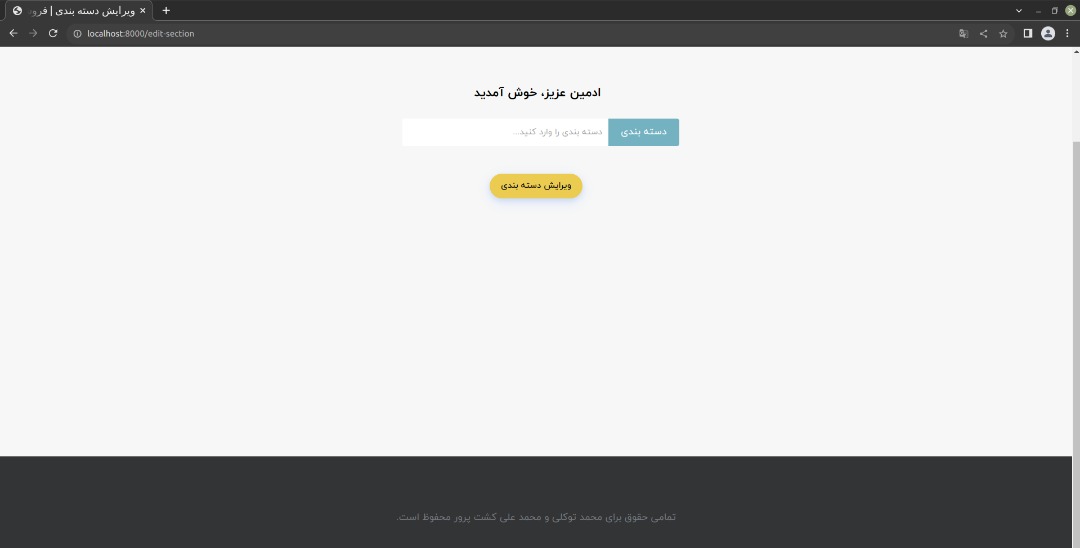 ویرایش دسته بندی | فرو
localhost:8000/edit-section
ادمین عزیز، خوش آمدید
دسته بندی
دسته بندی را وارد کنید...
ویرایش دسته بندی
تمامی حقوق برای محمد توکلی و محمد علی کشت پرور محفوظ است.